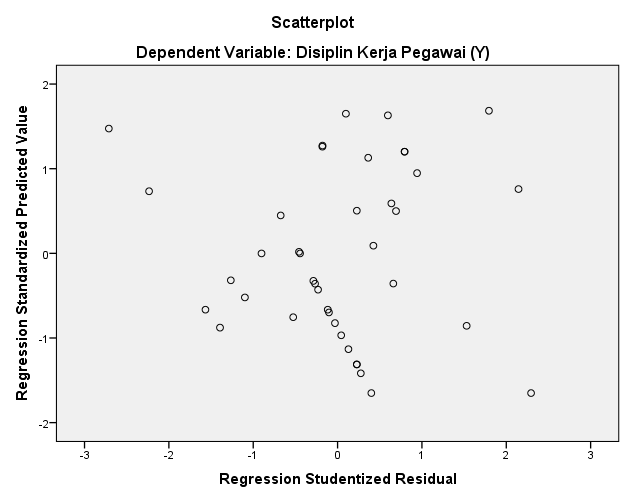 Scatterplot
Dependent Variable: Disiplin Kerja Pegawai (Y)
Regression Standardized Predicted Value
2
1
0
-1
-2
-3 -2 -1 0 1 2 3
Regression Studentized Residual